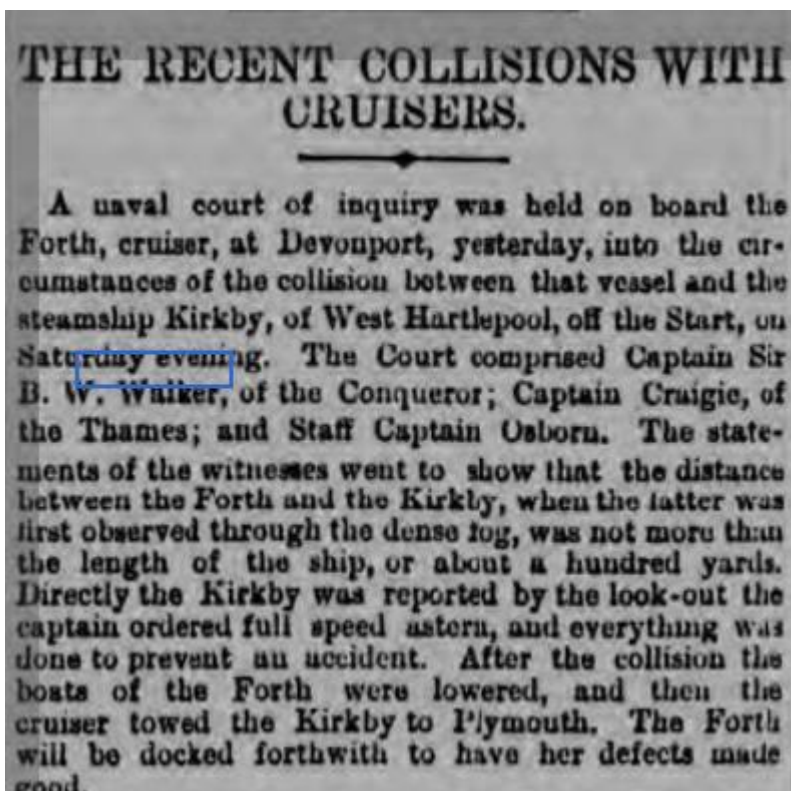 THE RECENT COLLISIONS WITH
CRUISERS.
A naval court of inquiry was held on board the
Forth, cruiser, at Devonport, yesterday, into the cir-
cumstances of the collision between that vessel and the
steamship Kirkby, of West Hartlepool, off the Start, on
Saturday evening. The Court comprised Captain Sir
B. W. Walker, of the Conqueror; Captain Craigie, of
the Thames; and Staff Captain Osborn. The state-
ments of the witnesses went to show that the distance
between the Forth and the Kirkby, when the latter was
first observed through the dense fog, was not more than
the length of the ship, or about a hundred yards.
Directly the Kirkby was reported by the look-out the
captain ordered full speed astern, and everything was
done to prevent an accident. After the collision the
boats of the Forth were lowered, and then the
cruiser towed the Kirkby to Plymouth. The Forth
will be docked forthwith to have her defects made
good.